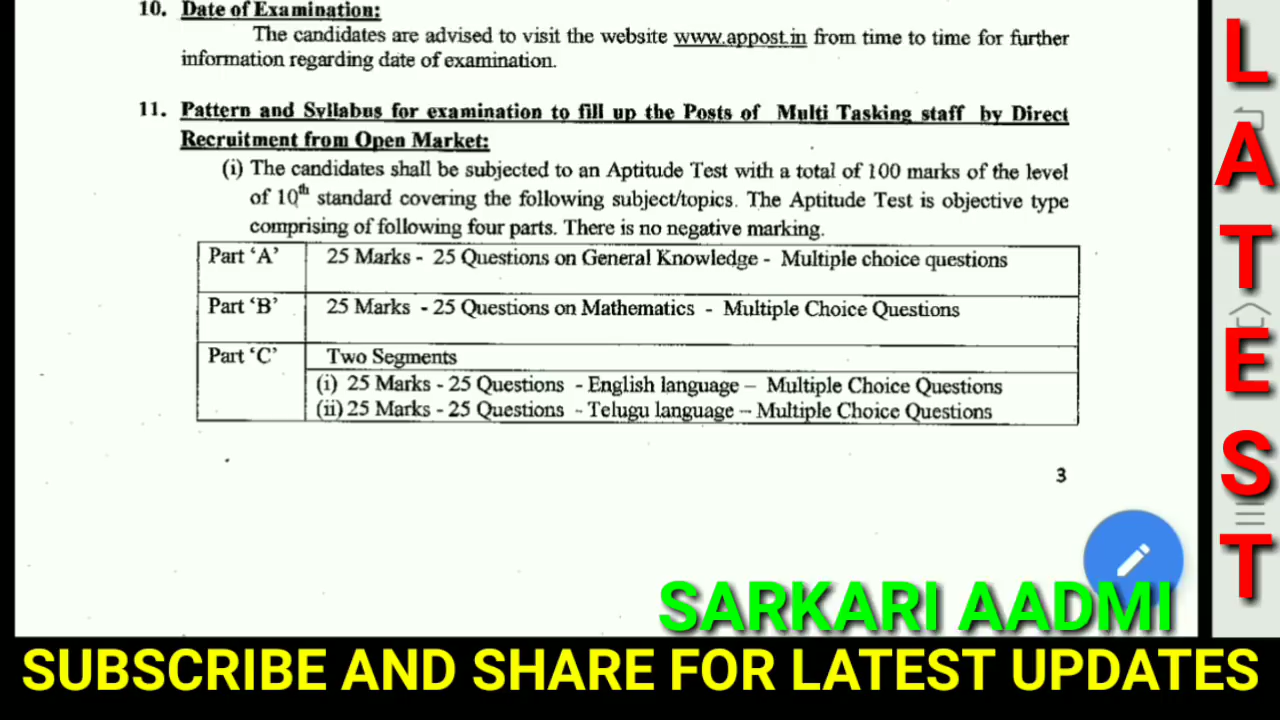 10. Date of Examination:
The candidates are advised to visit the website www.appost.in from time to time for further
information regarding date of examination.
11. Pattern and Syllabus for examination to fill up the Posts of Multi Tasking staff by Direct
Recruitment from Open Market:
(i) The candidates shall be subjected to an Aptitude Test with a total of 100 marks of the level
of 10th standard covering the following subject/topics. The Aptitude Test is objective type
comprising of following four parts. There is no negative marking.
Part ‘A’ 25 Marks - 25 Questions on General Knowledge - Multiple choice questions
Part ‘B’ 25 Marks - 25 Questions on Mathematics - Multiple Choice Questions
Part ‘C’ Two Segments
(i) 25 Marks - 25 Questions - English language – Multiple Choice Questions
(ii) 25 Marks - 25 Questions - Telugu language – Multiple Choice Questions
3
LATEST
SARKARI AADMI
SUBSCRIBE AND SHARE FOR LATEST UPDATES